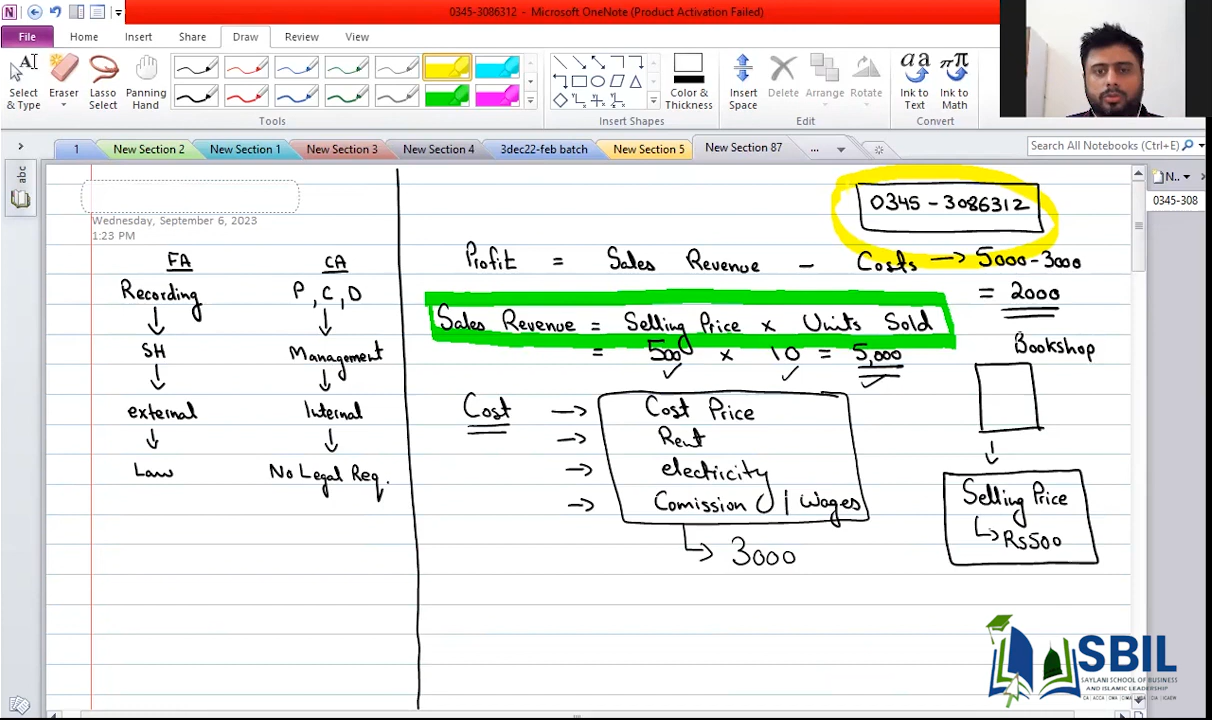 0345-3086312 - Microsoft OneNote (Product Activation Failed)
File Home Insert Share Draw Review View
Select & Type
Eraser
Lasso Select
Panning Hand
Color & Thickness
Insert Space
Delete
Arrange
Rotate
Ink to Text
Ink to Math
Tools
Insert Shapes
Edit
Convert
1 New Section 2 New Section 1 New Section 3 New Section 4 3dec22-feb batch New Section 5 New Section 87 ...
Search All Notebooks (Ctrl+E)
abc
N...
0345-308
Wednesday, September 6, 2023
1:23 PM
FA
Recording
SH
external
Law
CA
P, C, D
Management
Internal
No Legal Req.
0345 - 3086312
Profit = Sales Revenue - Costs → 5000-3000
= 2000
Sales Revenue = Selling Price x Units Sold
= 500 x 10 = 5,000
Cost → Cost Price
→ Rent
→ electricity
→ Comission | Wages
3000
Bookshop
Selling Price
Rs500
SBIL
SAYLANI SCHOOL OF BUSINESS
AND ISLAMIC LEADERSHIP